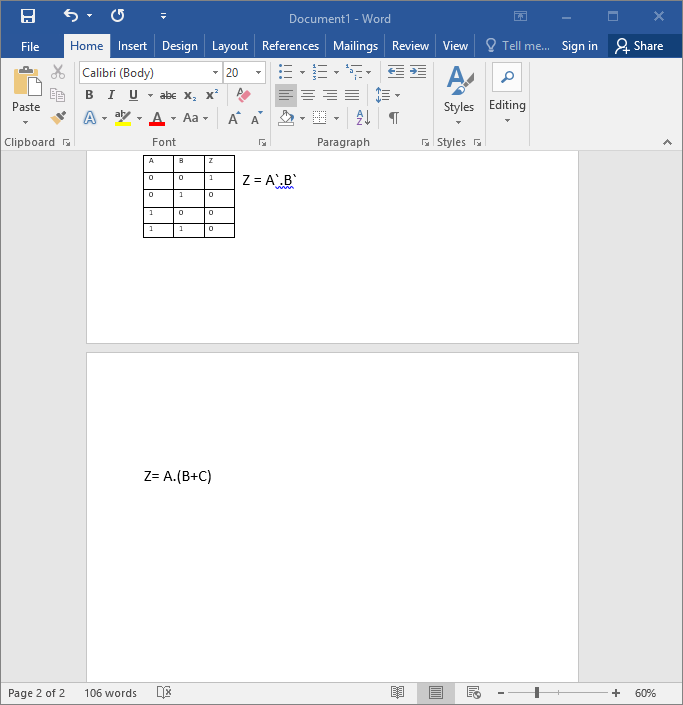 Document1 - Word
File Home Insert Design Layout References Mailings Review View Tell me... Sign in Share
Calibri (Body) 20
Paste B I U abc x₂ x² Styles Editing
A ab A Aa A A A Z ¶
Clipboard Font Paragraph Styles
A B Z
0 0 1
Z = A`.B`
0 1 0
1 0 0
1 1 0
Z= A.(B+C)
Page 2 of 2 106 words 60%